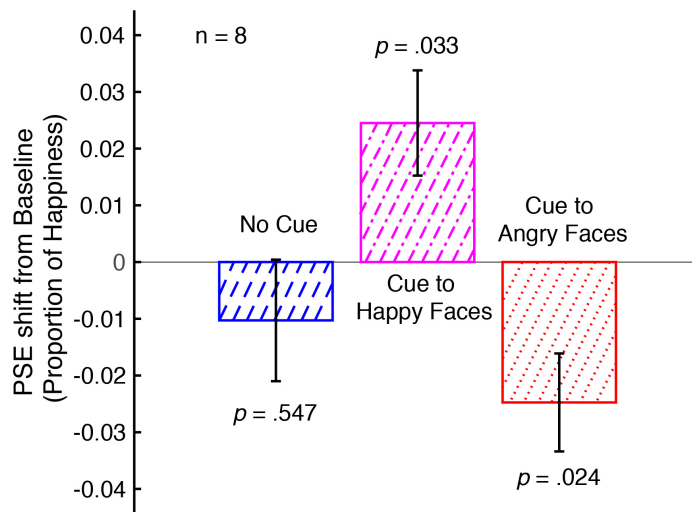 PSE shift from Baseline
(Proportion of Happiness)
0.04
0.03
0.02
0.01
0
-0.01
-0.02
-0.03
-0.04
n = 8
No Cue
p = .547
p = .033
Cue to
Happy Faces
Cue to
Angry Faces
p = .024